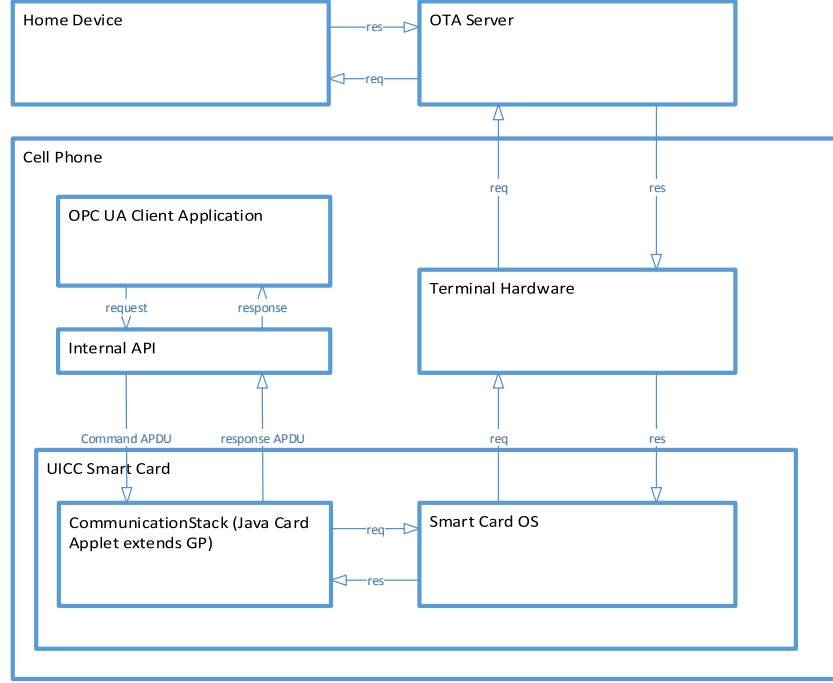 Home Device
res
OTA Server
req
Cell Phone
req
res
OPC UA Client Application
Terminal Hardware
request
response
Internal API
Command APDU
response APDU
req
res
UICC Smart Card
CommunicationStack (Java Card
Applet extends GP)
Smart Card OS
req
res